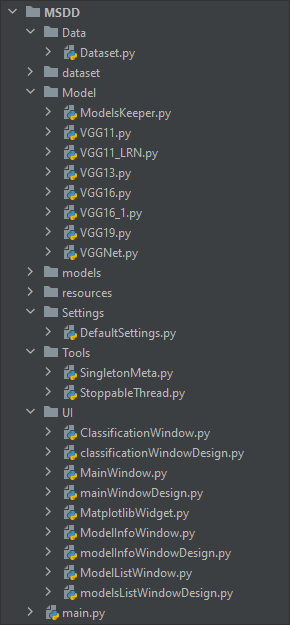 MSDD
Data
Dataset.py
dataset
Model
ModelsKeeper.py
VGG11.py
VGG11_LRN.py
VGG13.py
VGG16.py
VGG16_1.py
VGG19.py
VGGNet.py
models
resources
Settings
DefaultSettings.py
Tools
SingletonMeta.py
StoppableThread.py
UI
ClassificationWindow.py
classificationWindowDesign.py
MainWindow.py
mainWindowDesign.py
MatplotlibWidget.py
ModelInfoWindow.py
modelInfoWindowDesign.py
ModelListWindow.py
modelsListWindowDesign.py
main.py